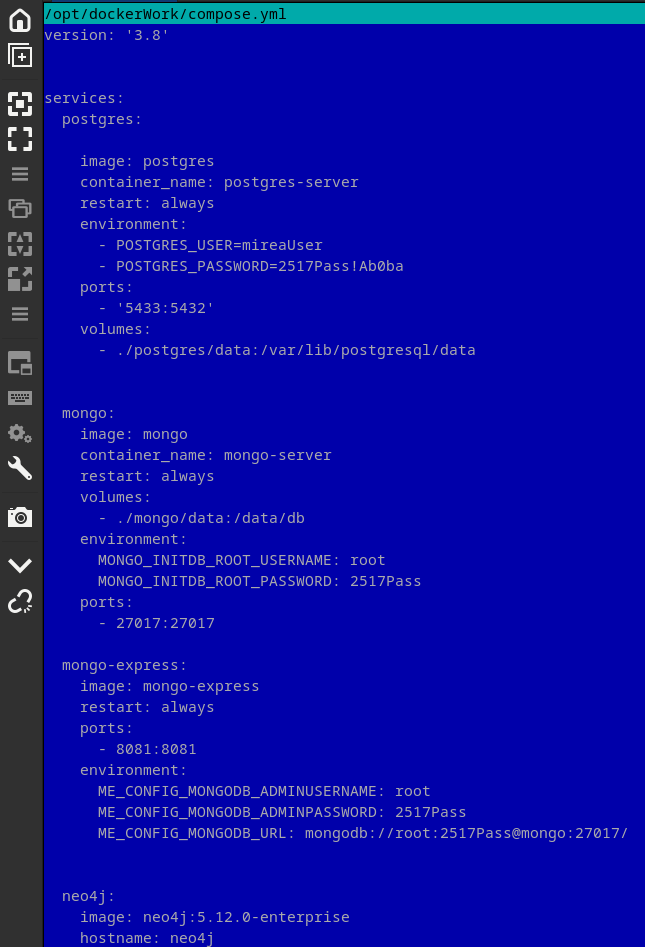 /opt/dockerWork/compose.yml
version: '3.8'
services:
postgres:
image: postgres
container_name: postgres-server
restart: always
environment:
- POSTGRES_USER=mireaUser
- POSTGRES_PASSWORD=2517Pass!Ab0ba
ports:
- '5433:5432'
volumes:
- ./postgres/data:/var/lib/postgresql/data
mongo:
image: mongo
container_name: mongo-server
restart: always
volumes:
- ./mongo/data:/data/db
environment:
MONGO_INITDB_ROOT_USERNAME: root
MONGO_INITDB_ROOT_PASSWORD: 2517Pass
ports:
- 27017:27017
mongo-express:
image: mongo-express
restart: always
ports:
- 8081:8081
environment:
ME_CONFIG_MONGODB_ADMINUSERNAME: root
ME_CONFIG_MONGODB_ADMINPASSWORD: 2517Pass
ME_CONFIG_MONGODB_URL: mongodb://root:2517Pass@mongo:27017/
neo4j:
image: neo4j:5.12.0-enterprise
hostname: neo4j